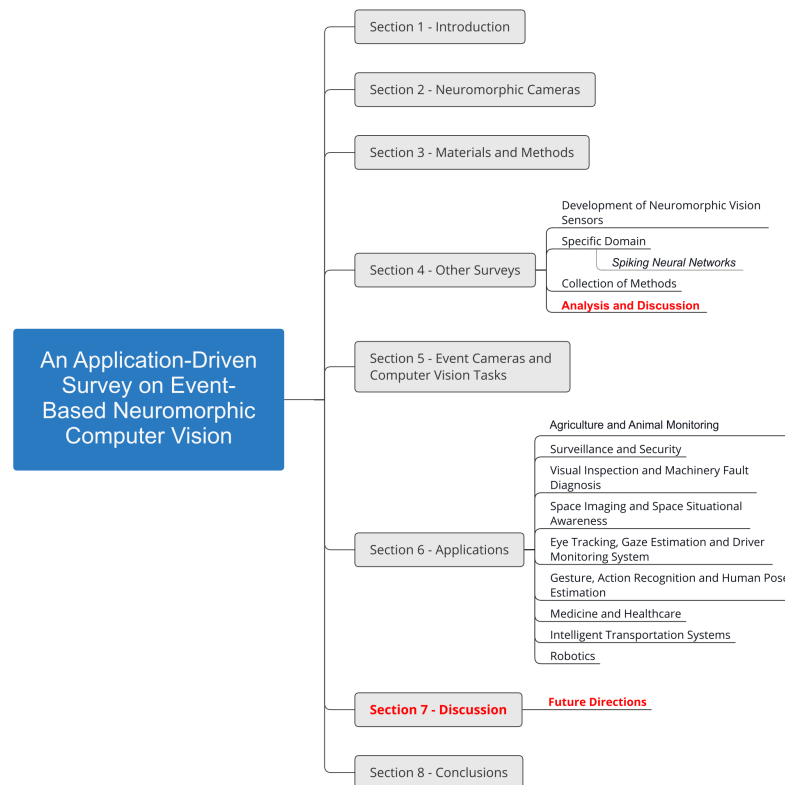 Section 1 - Introduction
Section 2 - Neuromorphic Cameras
Section 3 - Materials and Methods
Development of Neuromorphic Vision
Sensors
Specific Domain
Spiking Neural Networks
Section 4 - Other Surveys
Collection of Methods
Analysis and Discussion
An Application-Driven
Survey on Event-
Based Neuromorphic
Computer Vision
Section 5 - Event Cameras and
Computer Vision Tasks
Section 6 - Applications
Agriculture and Animal Monitoring
Surveillance and Security
Visual Inspection and Machinery Fault
Diagnosis
Space Imaging and Space Situational
Awareness
Eye Tracking, Gaze Estimation and Driver
Monitoring System
Gesture, Action Recognition and Human Pose
Estimation
Medicine and Healthcare
Intelligent Transportation Systems
Robotics
Section 7 - Discussion
Future Directions
Section 8 - Conclusions